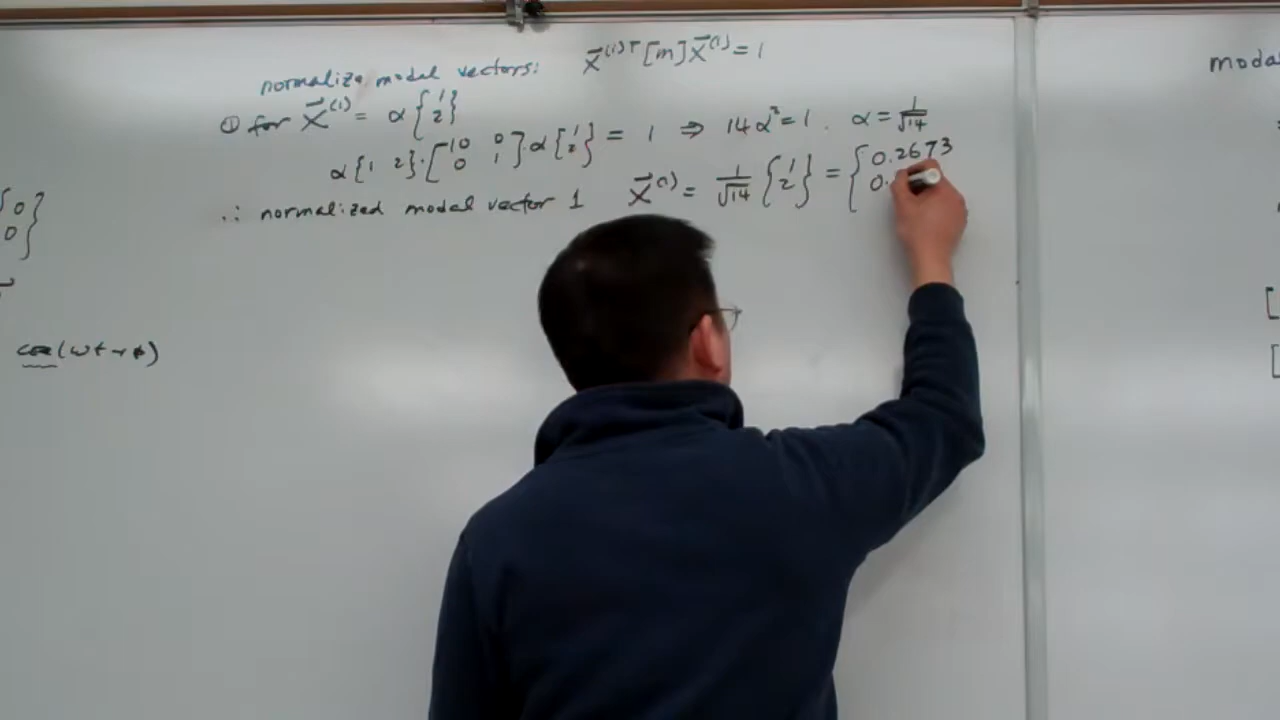 normalize modal vectors: X⃗⁽¹⁾ᵀ [m] X⃗⁽¹⁾ = 1
① for X⃗⁽¹⁾ = α { 1 2 }
α { 1 2 } · [ 10 0 0 1 ] α { 1 2 } = 1 ⇒ 14α² = 1 . α = 1/√14
∴ normalized modal vector 1 X⃗⁽¹⁾ = 1/√14 { 1 2 } = { 0.2673 0.
0 0 }
(ωt+ϕ)
moda
[
[